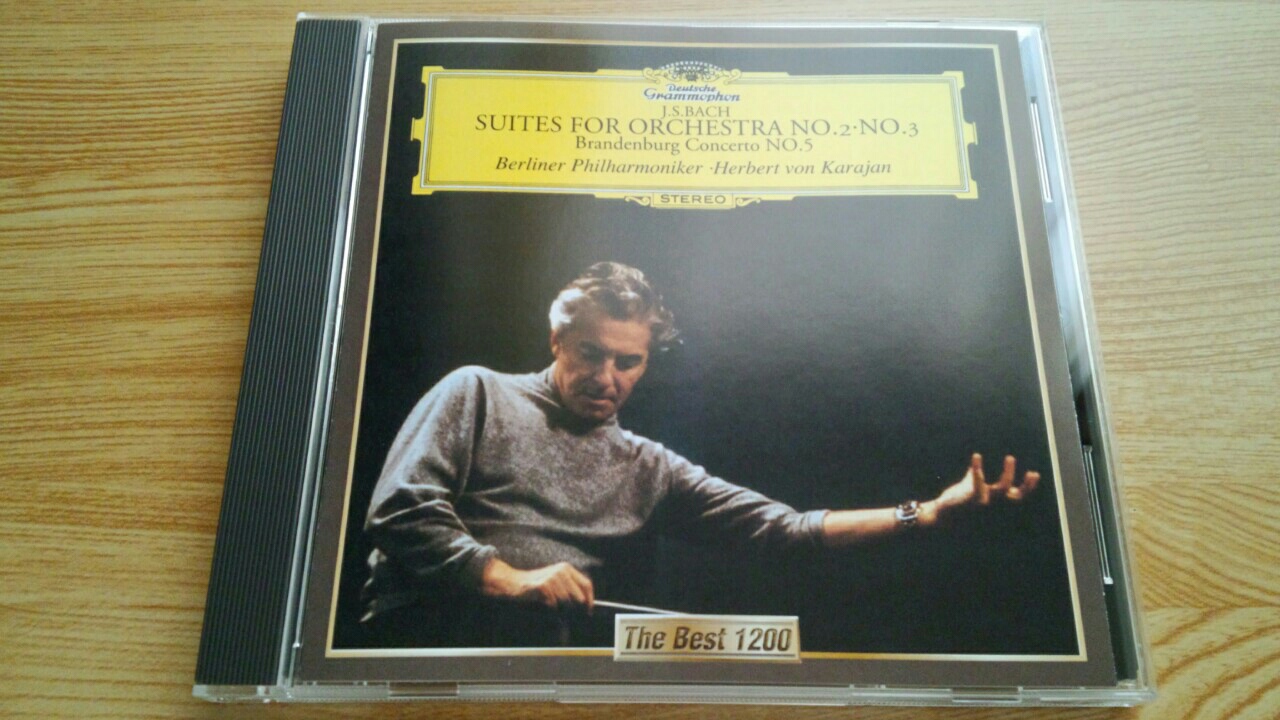 Deutsche
Grammophon
J.S.BACH
SUITES FOR ORCHESTRA NO.2·NO.3
Brandenburg Concerto NO.5
Berliner Philharmoniker ·Herbert von Karajan
STEREO
The Best 1200